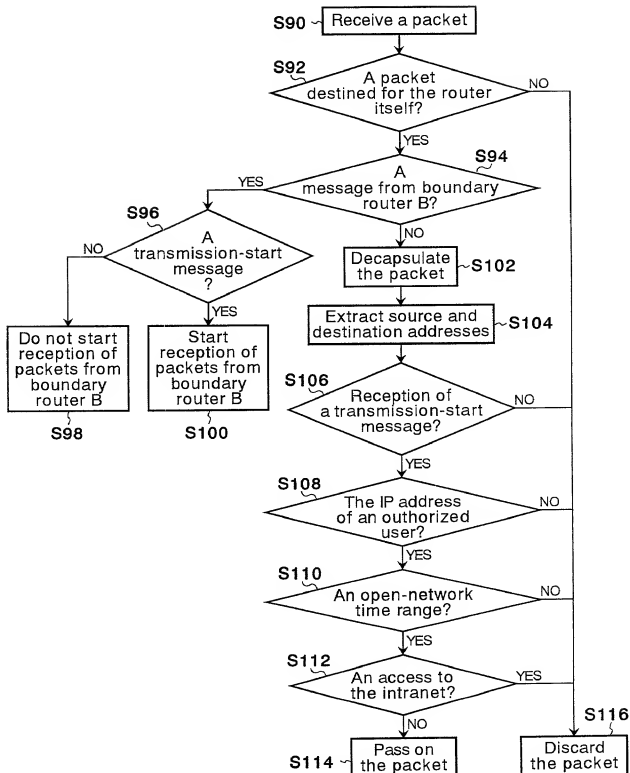 S90
Receive a packet
S92
A
packet
destined for the router
itself?
NO
YES
S94
A
message from boundary
router B?
YES
NO
S96
A
transmission-start
message
?
NO
YES
Decapsulate
the packet
S102
Extract source and
destination addresses
S104
Do not start
reception of
packets from
boundary
router B
S98
Start
reception of
packets from
boundary
router B
S100
S106
Reception of
a transmission-start
message?
NO
YES
S108
The IP address
of an outhorized
user?
NO
YES
S110
An open-network
time range?
NO
YES
S112
An access to
the intranet?
YES
NO
S114
Pass on
the packet
S116
Discard
the packet